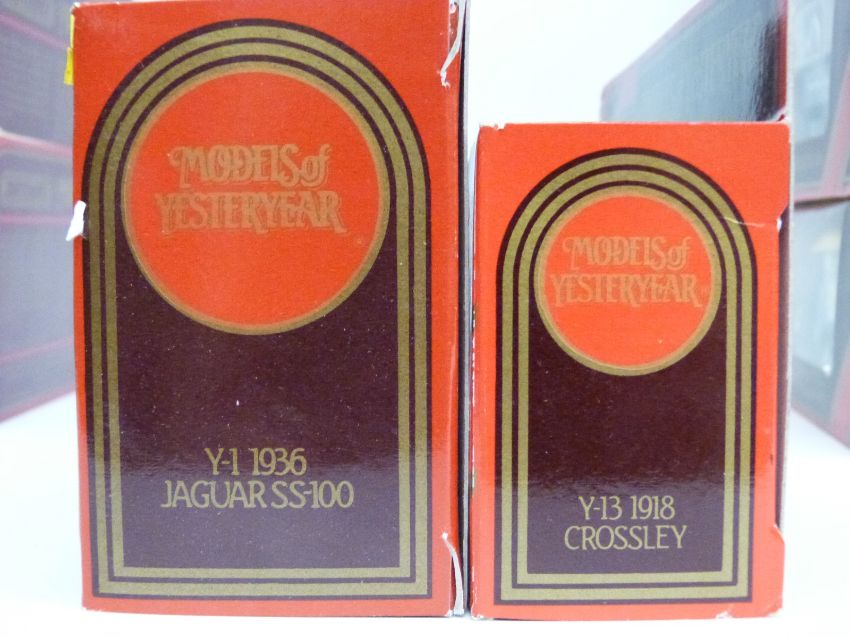 MODELS of
YESTERYEAR
Y-1 1936
JAGUAR SS-100
MODELS of
YESTERYEAR
Y-13 1918
CROSSLEY